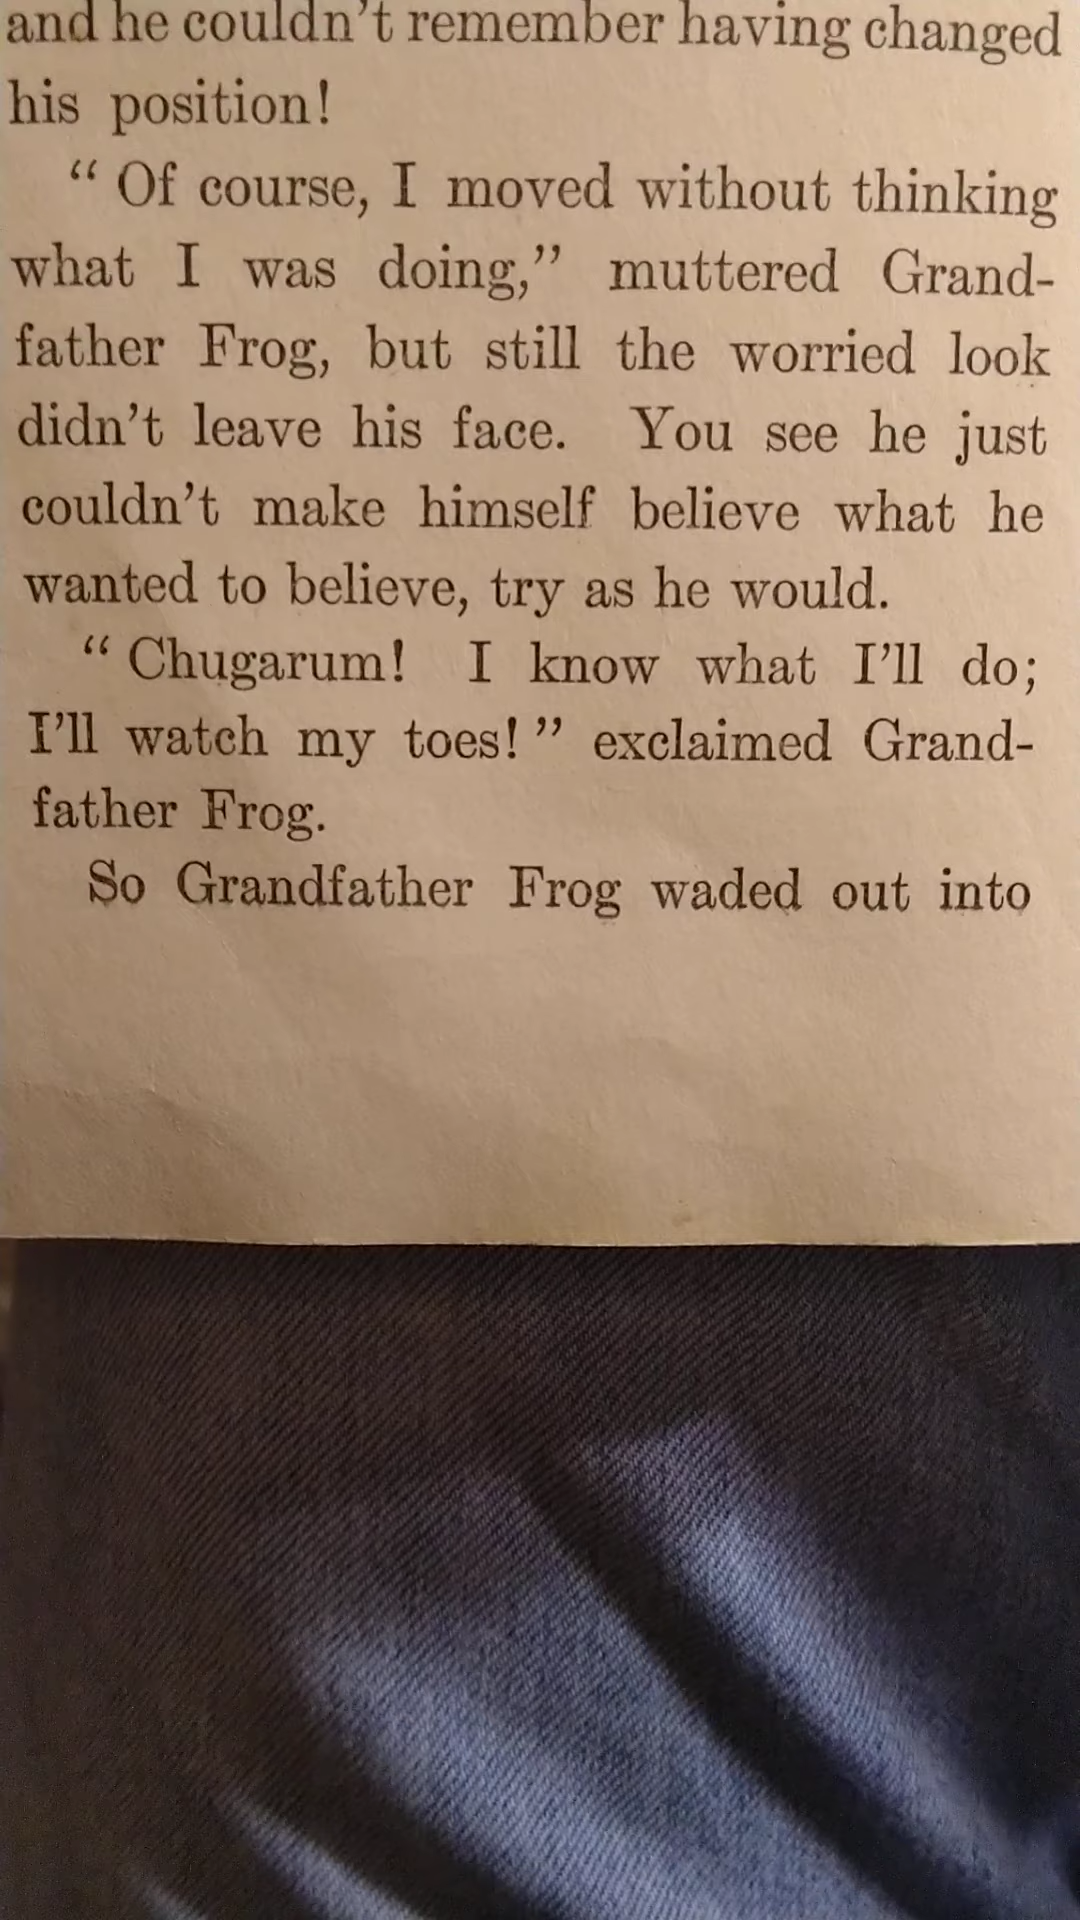 and he couldn't remember having changed
his position!
“ Of course, I moved without thinking
what I was doing,” muttered Grand-
father Frog, but still the worried look
didn’t leave his face. You see he just
couldn’t make himself believe what he
wanted to believe, try as he would.
“ Chugarum! I know what I’ll do;
I’ll watch my toes! ” exclaimed Grand-
father Frog.
So Grandfather Frog waded out into